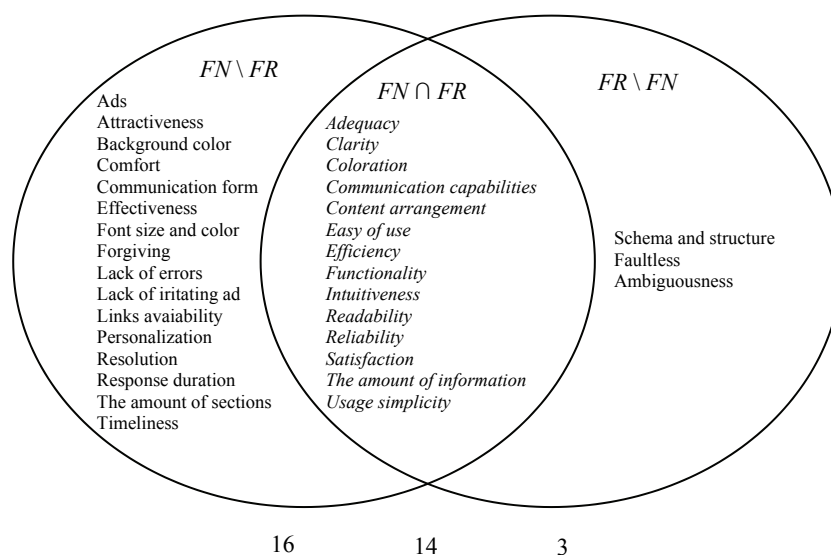 FN \ FR
Ads
Attractiveness
Background color
Comfort
Communication form
Effectiveness
Font size and color
Forgiving
Lack of errors
Lack of iritating ad
Links avaiability
Personalization
Resolution
Response duration
The amount of sections
Timeliness
FN ∩ FR
Adequacy
Clarity
Coloration
Communication capabilities
Content arrangement
Easy of use
Efficiency
Functionality
Intuitiveness
Readability
Reliability
Satisfaction
The amount of information
Usage simplicity
FR \ FN
Schema and structure
Faultless
Ambiguousness
16
14
3